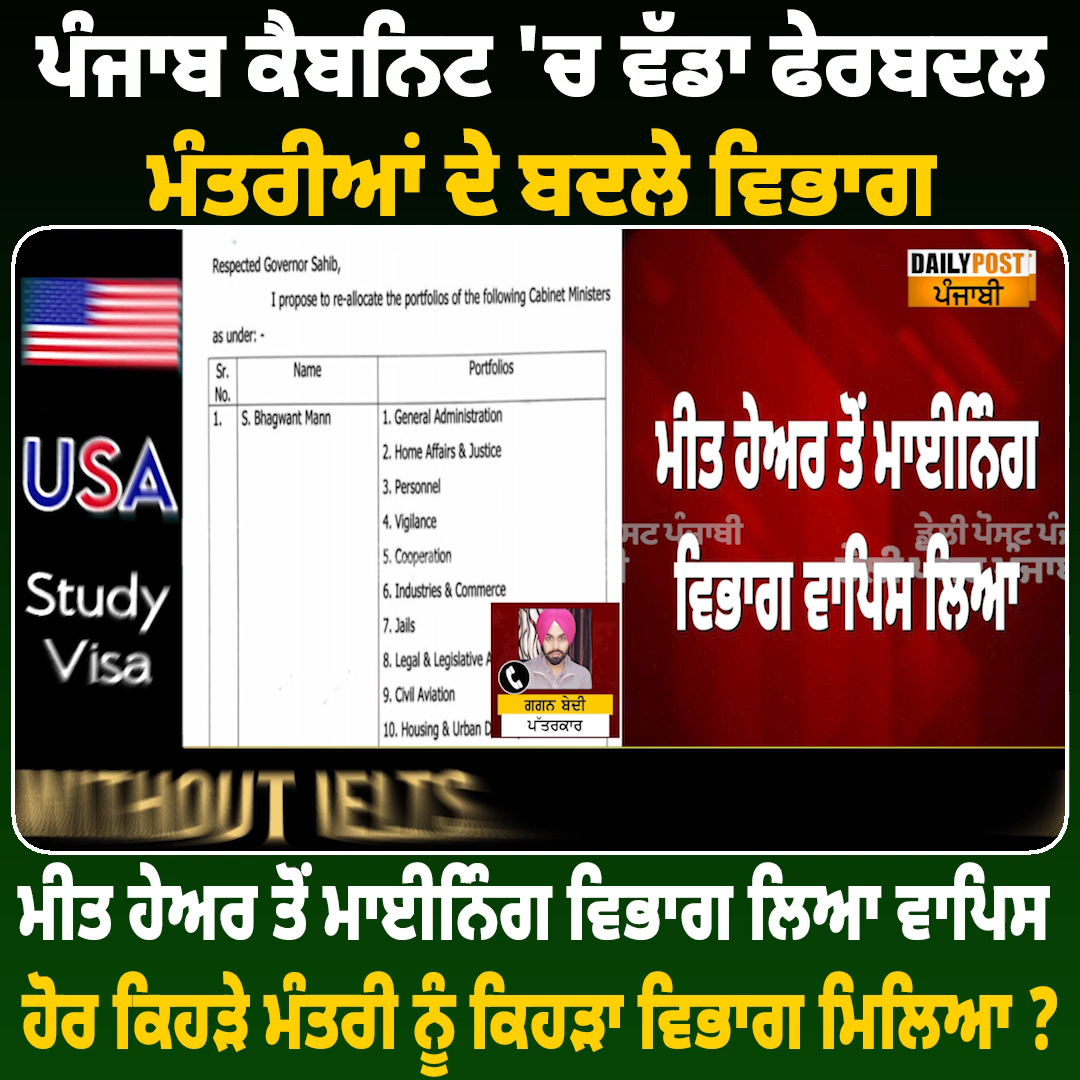 ਪੰਜਾਬ ਕੈਬਨਿਟ 'ਚ ਵੱਡਾ ਫੇਰਬਦਲ
ਮੰਤਰੀਆਂ ਦੇ ਬਦਲੇ ਵਿਭਾਗ
USA
Study
Visa
WITHOUT IELTS
Respected Governor Sahib,
I propose to re-allocate the portfolios of the following Cabinet Ministers
as under: -
Sr. No.
Name
Portfolios
1.
S. Bhagwant Mann
1. General Administration
2. Home Affairs & Justice
3. Personnel
4. Vigilance
5. Cooperation
6. Industries & Commerce
7. Jails
8. Legal & Legislative A
9. Civil Aviation
10. Housing & Urban D
ਗਗਨ ਬੇਦੀ
ਪੱਤਰਕਾਰ
DAILYPOST
ਪੰਜਾਬੀ
ਮੀਤ ਹੇਅਰ ਤੋਂ ਮਾਈਨਿੰਗ
ਵਿਭਾਗ ਵਾਪਿਸ ਲਿਆ
ਮੀਤ ਹੇਅਰ ਤੋਂ ਮਾਈਨਿੰਗ ਵਿਭਾਗ ਲਿਆ ਵਾਪਿਸ
ਹੋਰ ਕਿਹੜੇ ਮੰਤਰੀ ਨੂੰ ਕਿਹੜਾ ਵਿਭਾਗ ਮਿਲਿਆ ?